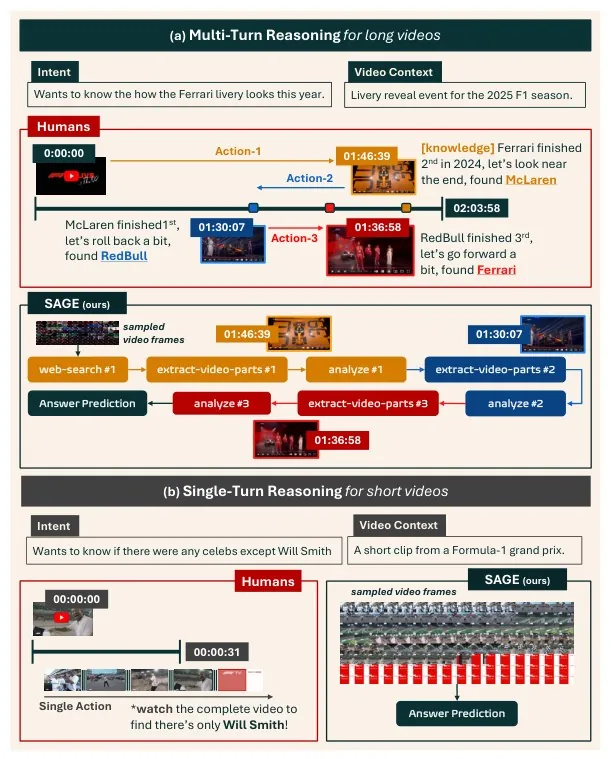 (a) Multi-Turn Reasoning for long videos
Intent
Wants to know the how the Ferrari livery looks this year.
Video Context
Livery reveal event for the 2025 F1 season.
Humans
0:00:00
Action-1
01:46:39
[knowledge] Ferrari finished
2nd in 2024, let's look near
the end, found McLaren
Action-2
02:03:58
McLaren finished1st,
let's roll back a bit,
found RedBull
01:30:07
Action-3
01:36:58
RedBull finished 3rd,
let's go forward a
bit, found Ferrari
SAGE (ours)
sampled
video frames
01:46:39
01:30:07
web-search #1
extract-video-parts #1
analyze #1
extract-video-parts #2
Answer Prediction
analyze #3
extract-video-parts #3
analyze #2
01:36:58
(b) Single-Turn Reasoning for short videos
Intent
Wants to know if there were any celebs except Will Smith
Video Context
A short clip from a Formula-1 grand prix.
Humans
00:00:00
00:00:31
Single Action
*watch the complete video to
find there's only Will Smith!
SAGE (ours)
sampled video frames
Answer Prediction